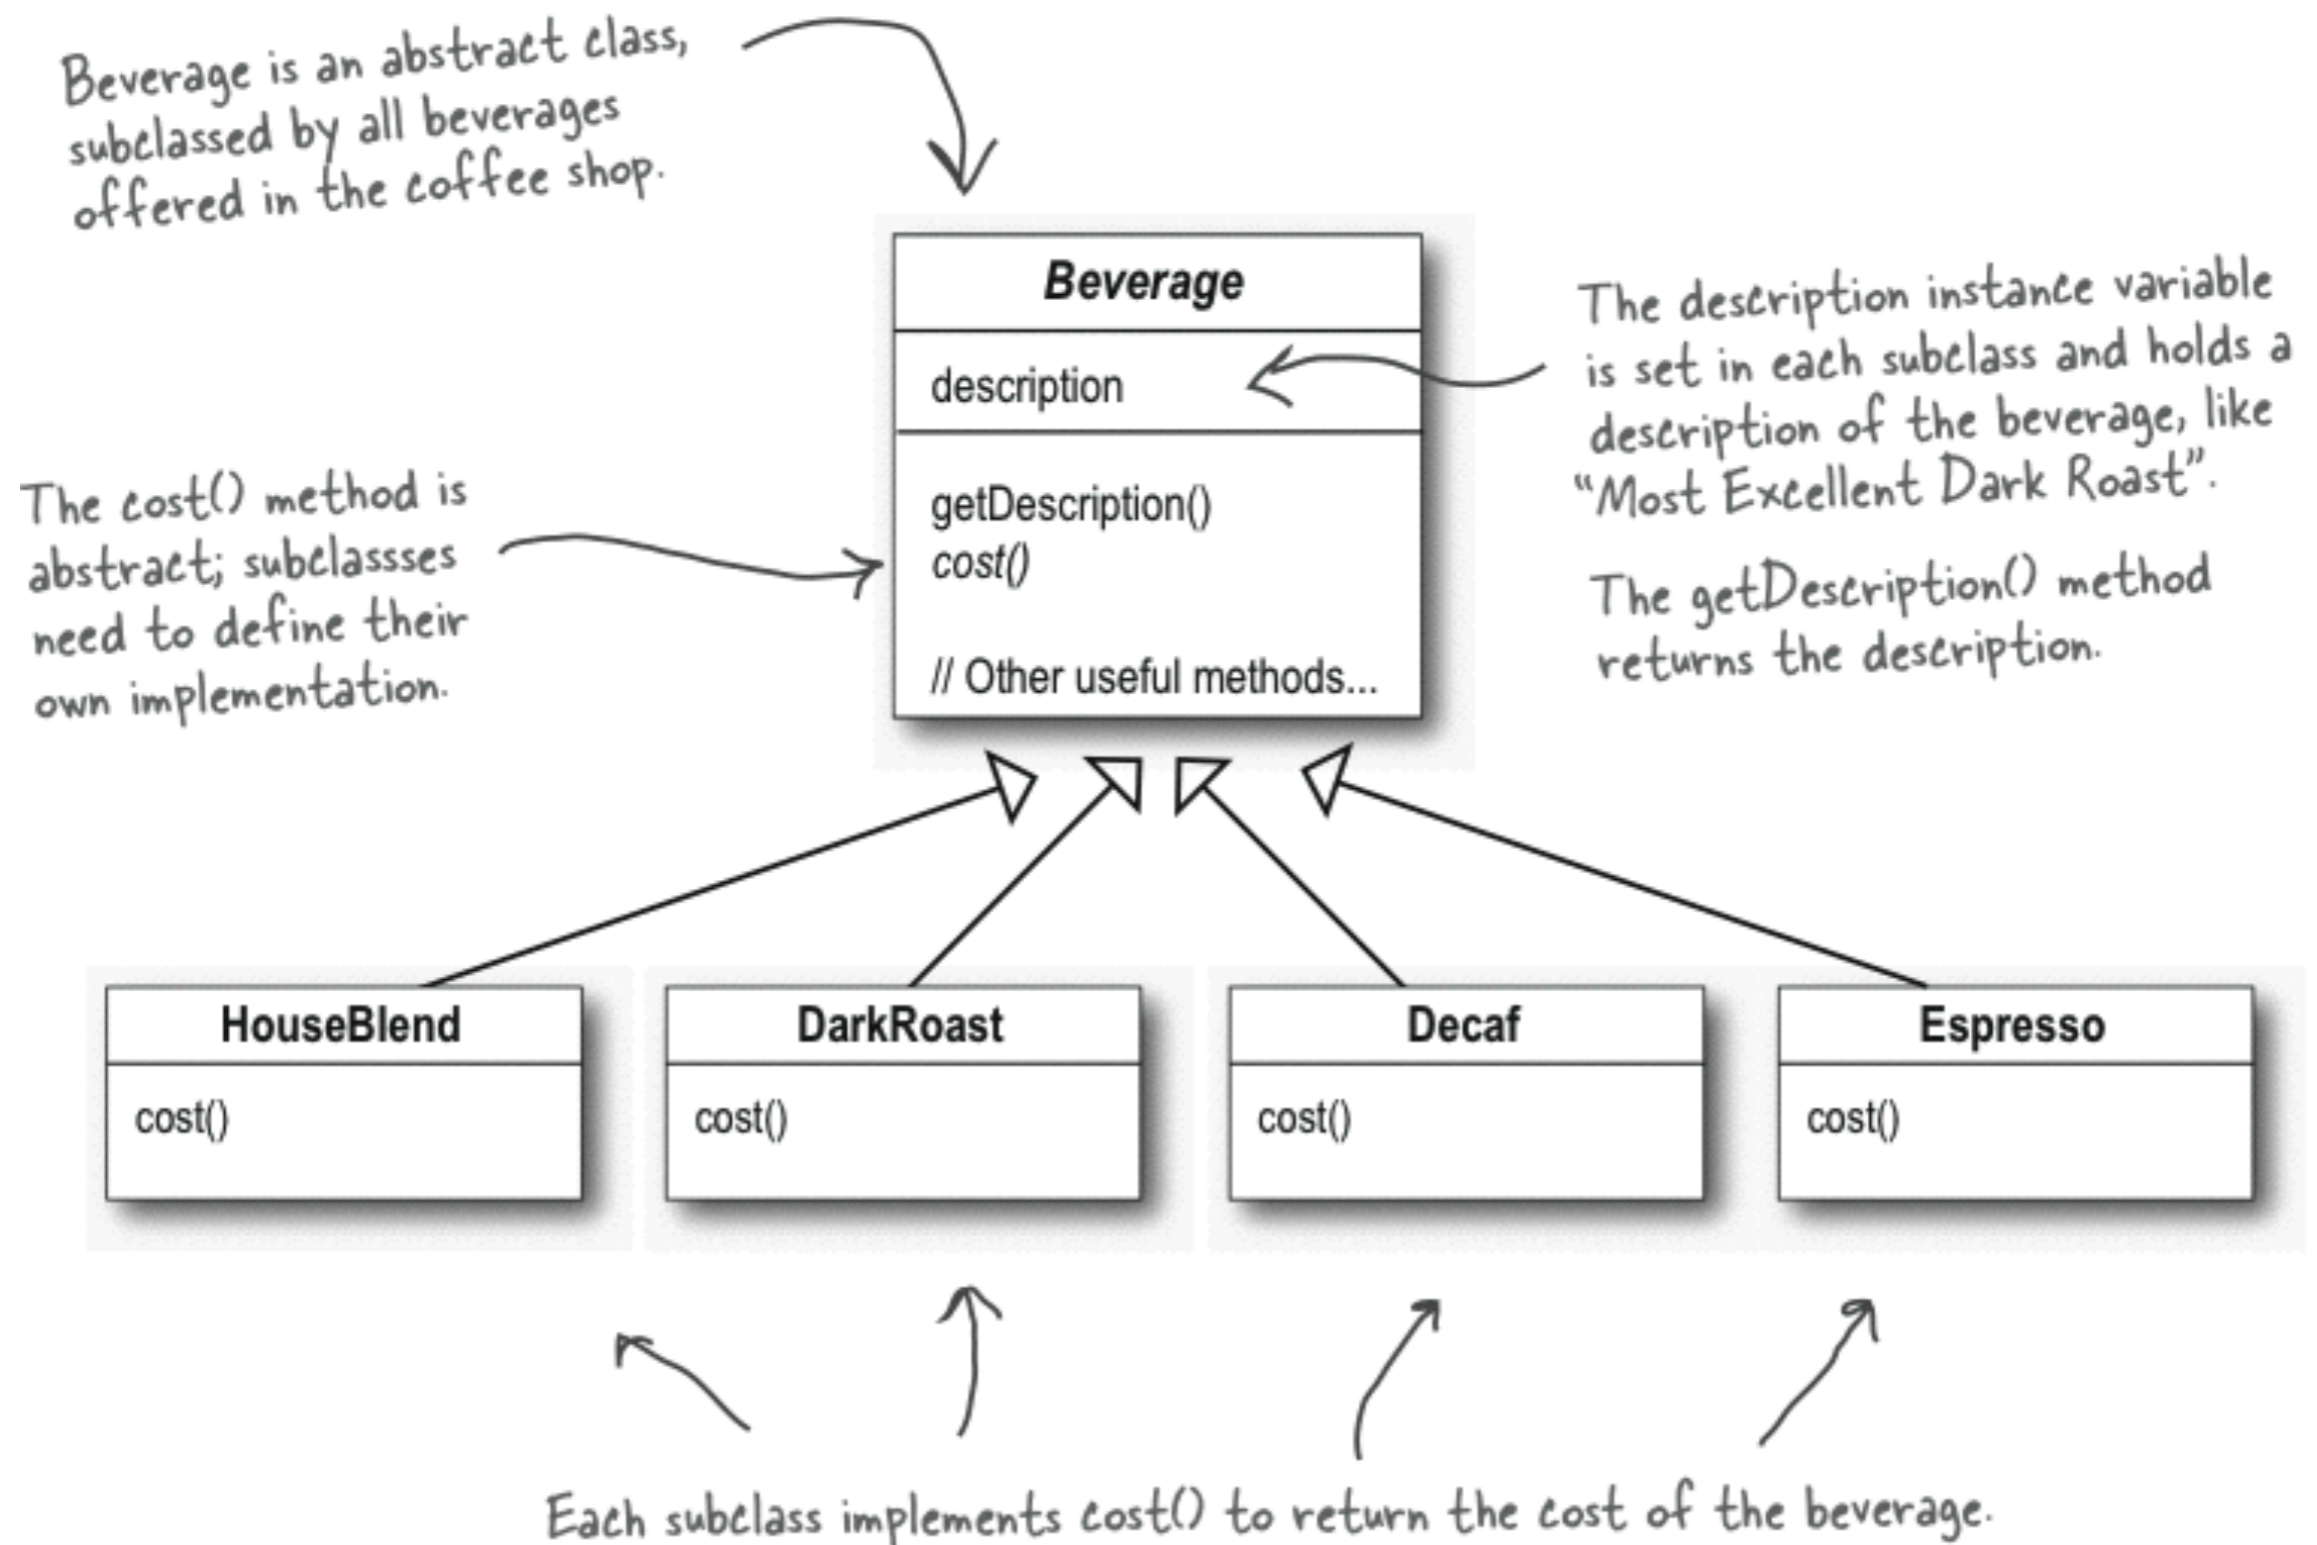 Beverage is an abstract class,
subclassed by all beverages
offered in the coffee shop.
Beverage
description
getDescription()
cost()
// Other useful methods...
The description instance variable
is set in each subclass and holds a
description of the beverage, like
“Most Excellent Dark Roast”.
The getDescription() method
returns the description.
The cost() method is
abstract; subclassses
need to define their
own implementation.
HouseBlend
cost()
DarkRoast
cost()
Decaf
cost()
Espresso
cost()
Each subclass implements cost() to return the cost of the beverage.